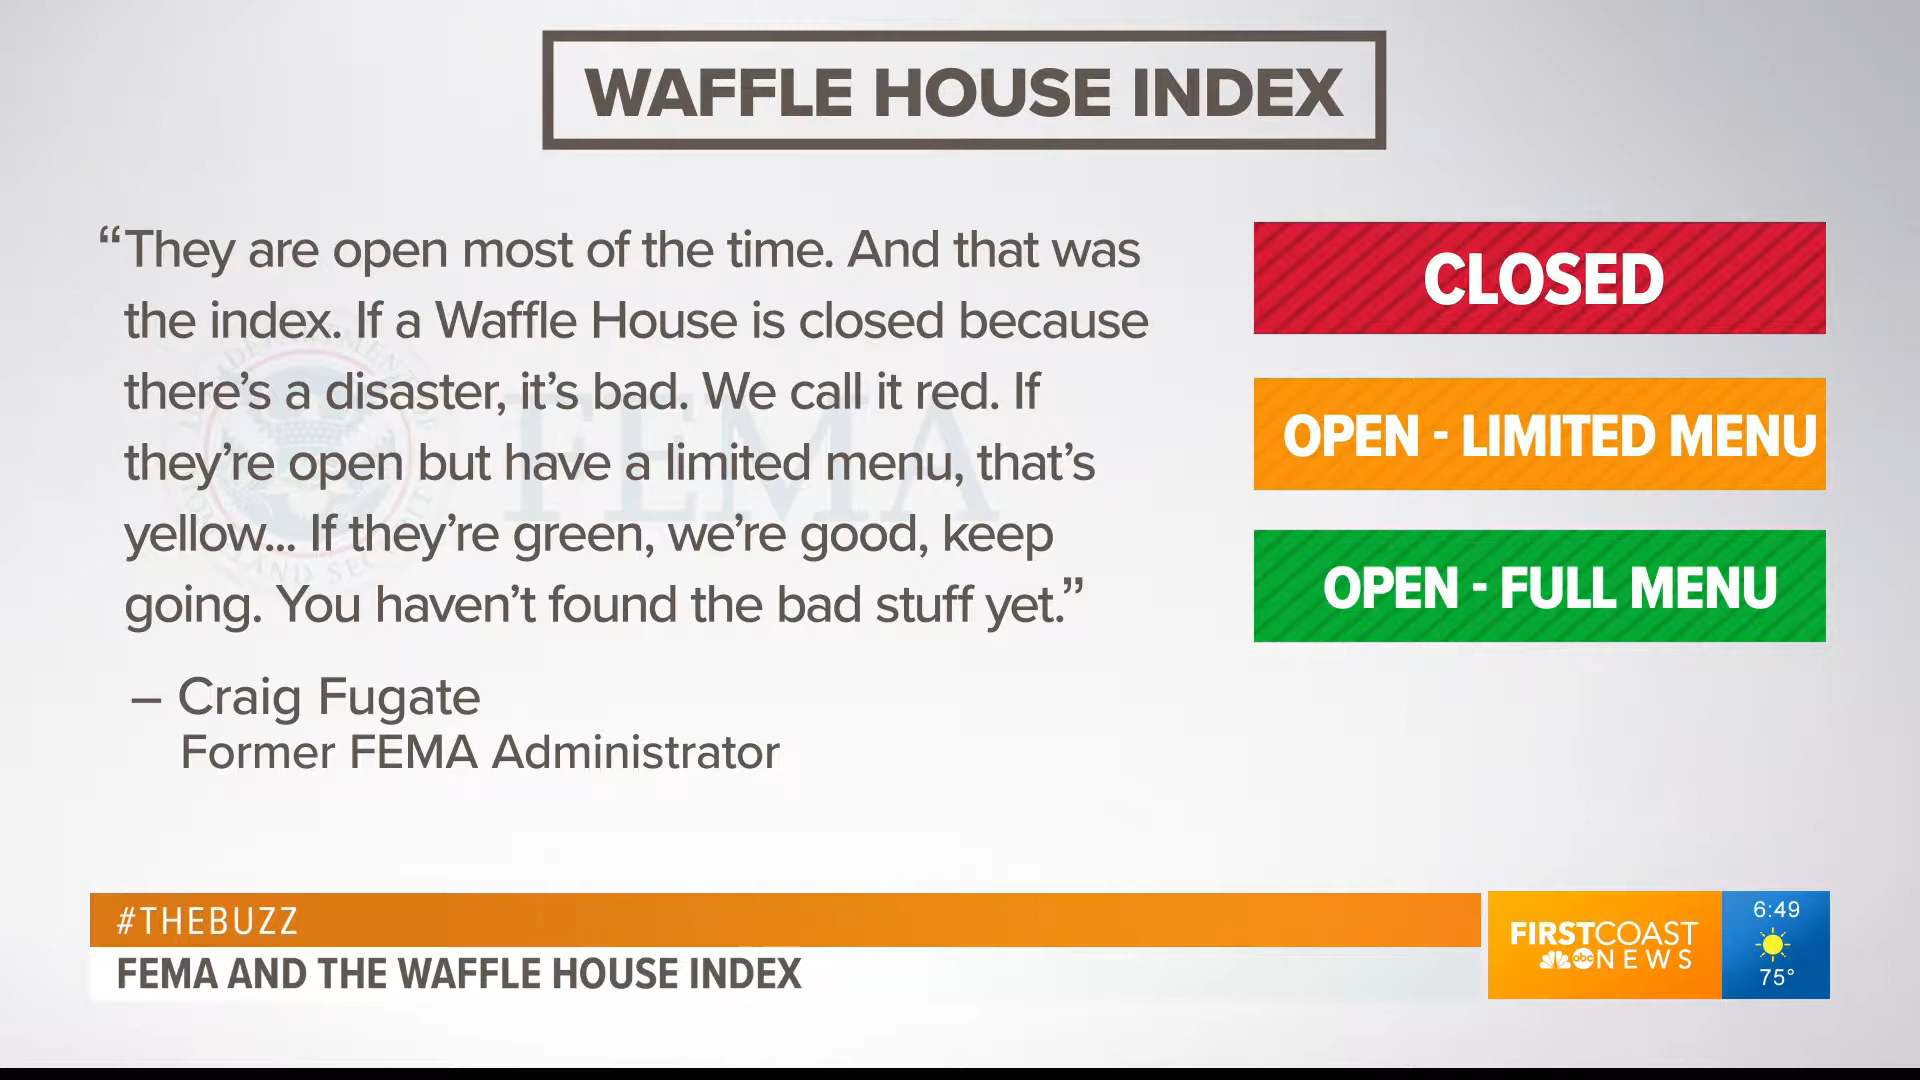 WAFFLE HOUSE INDEX
“They are open most of the time. And that was
the index. If a Waffle House is closed because
there’s a disaster, it’s bad. We call it red. If
they’re open but have a limited menu, that’s
yellow... If they’re green, we’re good, keep
going. You haven’t found the bad stuff yet.”
– Craig Fugate
Former FEMA Administrator
CLOSED
OPEN - LIMITED MENU
OPEN - FULL MENU
FEMA
#THEBUZZ
FEMA AND THE WAFFLE HOUSE INDEX
FIRSTCOAST
abc NEWS
6:49
75°